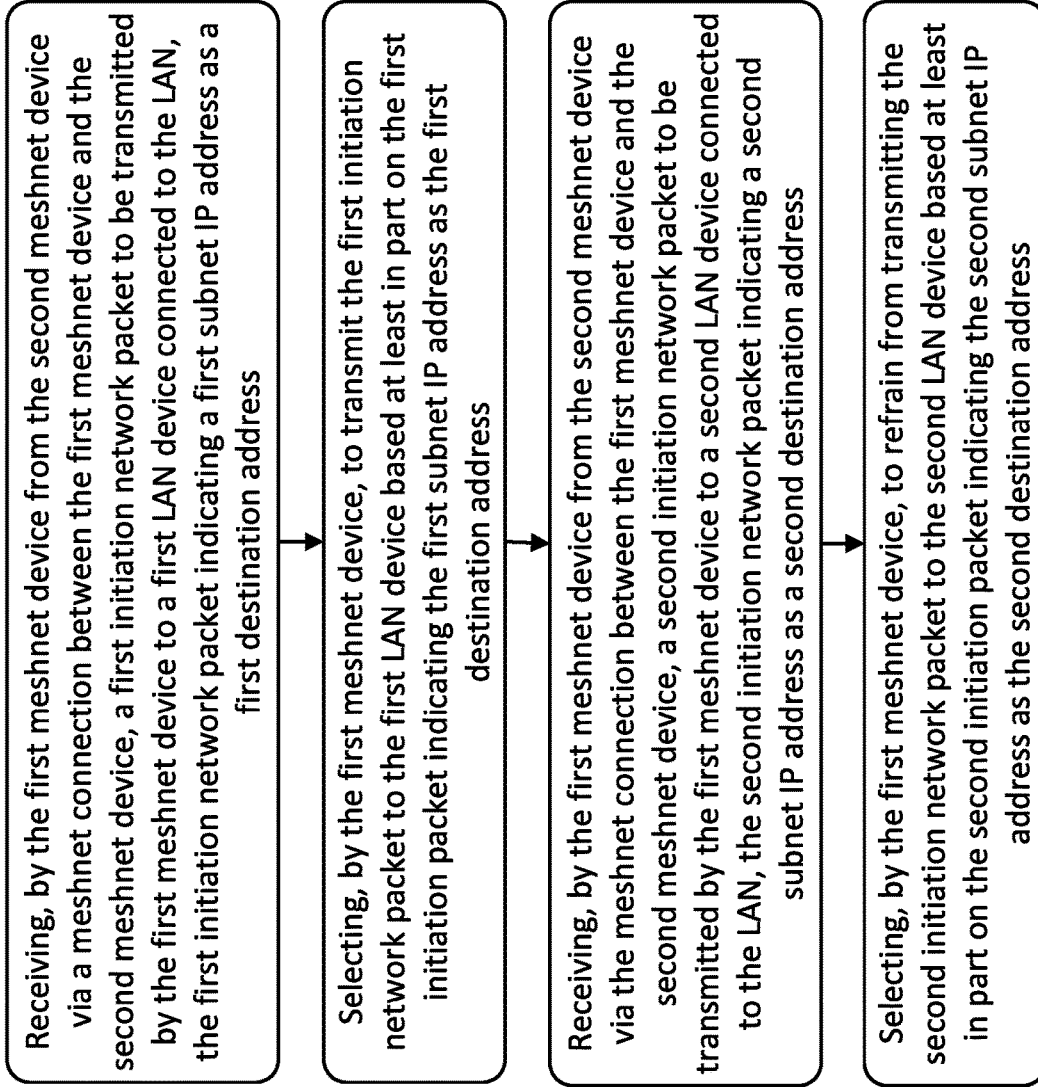 Receiving, by the first meshnet device from the second meshnet device
via a meshnet connection between the first meshnet device and the
second meshnet device, a first initiation network packet to be transmitted
by the first meshnet device to a first LAN device connected to the LAN,
the first initiation network packet indicating a first subnet IP address as a
first destination address
Selecting, by the first meshnet device, to transmit the first initiation
network packet to the first LAN device based at least in part on the first
initiation packet indicating the first subnet IP address as the first
destination address
Receiving, by the first meshnet device from the second meshnet device
via the meshnet connection between the first meshnet device and the
second meshnet device, a second initiation network packet to be
transmitted by the first meshnet device to a second LAN device connected
to the LAN, the second initiation network packet indicating a second
subnet IP address as a second destination address
Selecting, by the first meshnet device, to refrain from transmitting the
second initiation network packet to the second LAN device based at least
in part on the second initiation packet indicating the second subnet IP
address as the second destination address